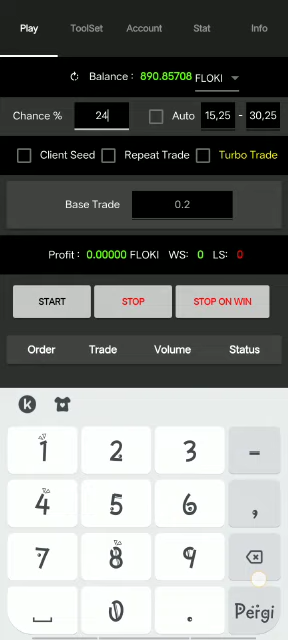 Play ToolSet Account Stat Info
Balance : 890.85708 FLOKI
Chance % 24 Auto 15,25 - 30,25
Client Seed Repeat Trade Turbo Trade
Base Trade 0.2
Profit : 0.00000 FLOKI WS: 0 LS: 0
START STOP STOP ON WIN
Order Trade Volume Status
1 2 3 -
4 5 6 ,
7 8 9
0 . Pergi